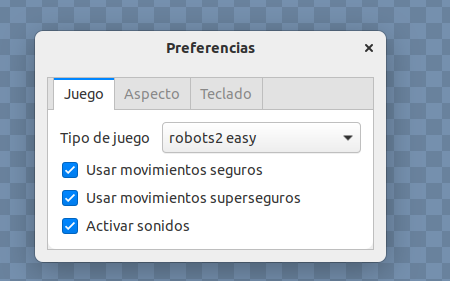 Preferencias
Juego Aspecto Teclado
Tipo de juego robots2 easy
Usar movimientos seguros
Usar movimientos superseguros
Activar sonidos